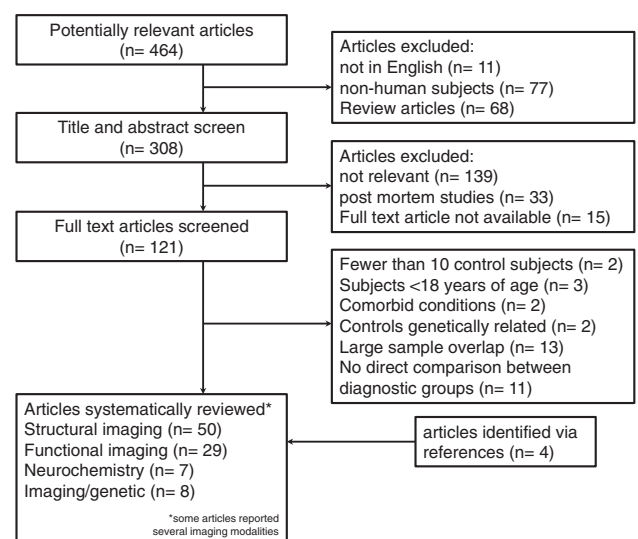 Potentially relevant articles
(n= 464)
Articles excluded:
not in English (n= 11)
non-human subjects (n= 77)
Review articles (n= 68)
Title and abstract screen
(n= 308)
Articles excluded:
not relevant (n= 139)
post mortem studies (n= 33)
Full text article not available (n= 15)
Full text articles screened
(n= 121)
Fewer than 10 control subjects (n= 2)
Subjects <18 years of age (n= 3)
Comorbid conditions (n= 2)
Controls genetically related (n= 2)
Large sample overlap (n= 13)
No direct comparison between
diagnostic groups (n= 11)
Articles systematically reviewed*
Structural imaging (n= 50)
Functional imaging (n= 29)
Neurochemistry (n= 7)
Imaging/genetic (n= 8)
*some articles reported
several imaging modalities
articles identified via
references (n= 4)